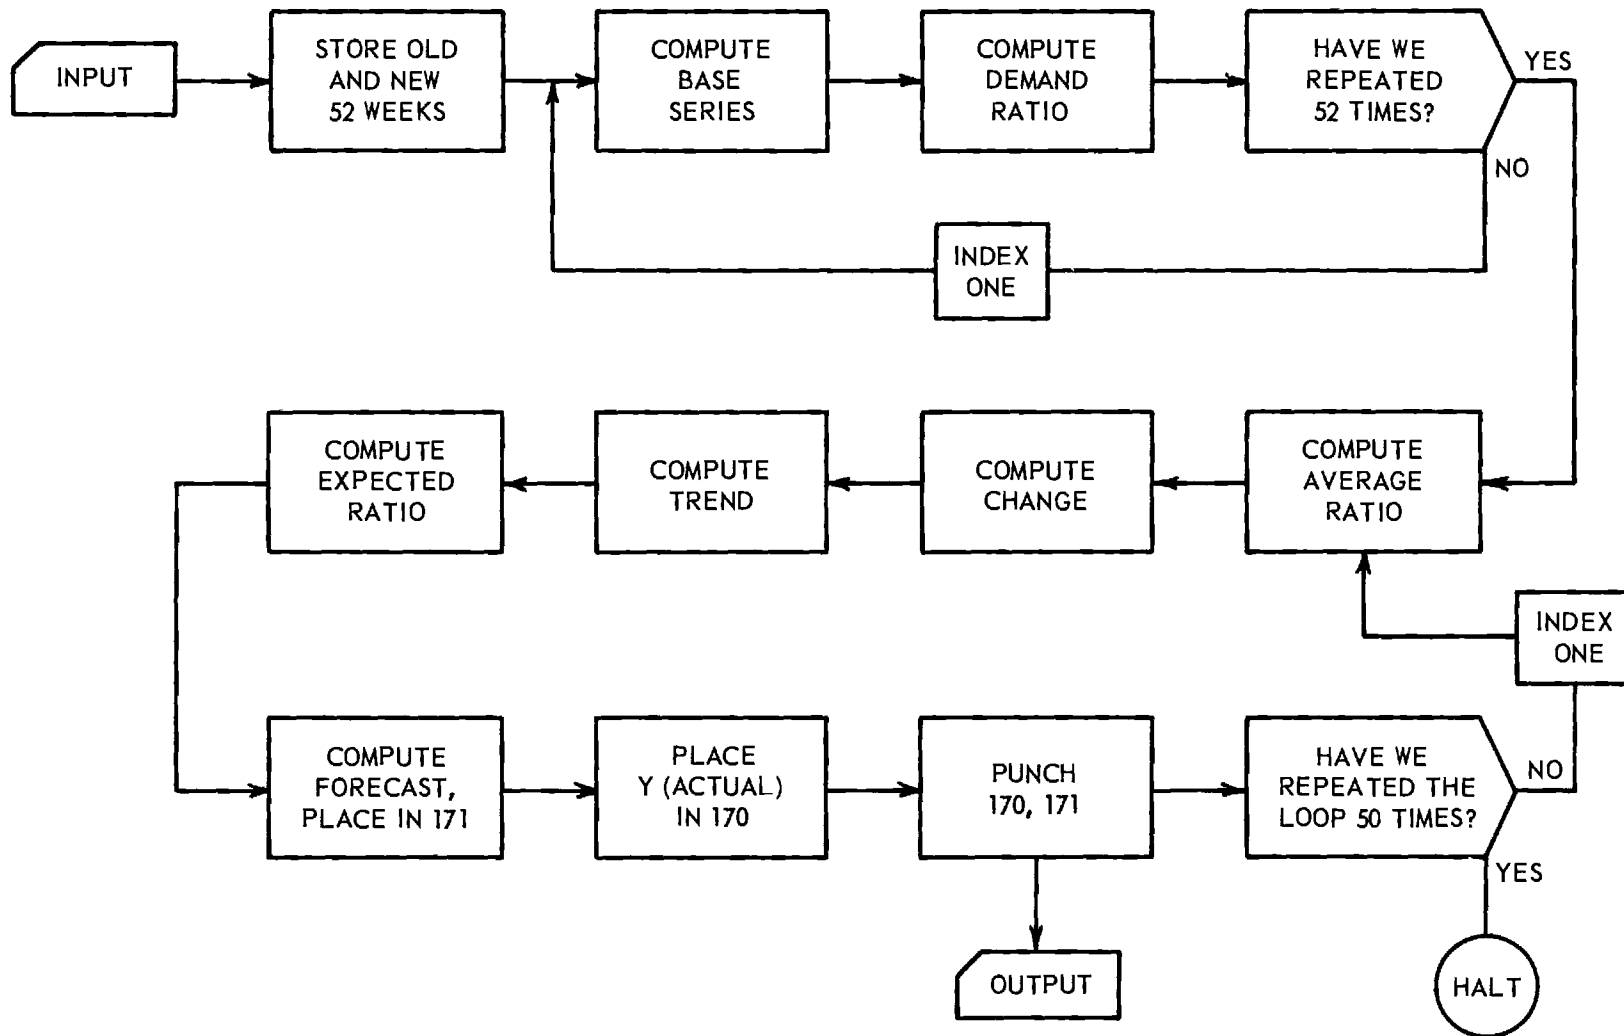 INPUT
STORE OLD
AND NEW
52 WEEKS
COMPUTE
BASE
SERIES
COMPUTE
DEMAND
RATIO
HAVE WE
REPEATED
52 TIMES?
YES
NO
INDEX
ONE
COMPUTE
EXPECTED
RATIO
COMPUTE
TREND
COMPUTE
CHANGE
COMPUTE
AVERAGE
RATIO
INDEX
ONE
COMPUTE
FORECAST,
PLACE IN 171
PLACE
Y (ACTUAL)
IN 170
PUNCH
170, 171
HAVE WE
REPEATED THE
LOOP 50 TIMES?
NO
YES
OUTPUT
HALT